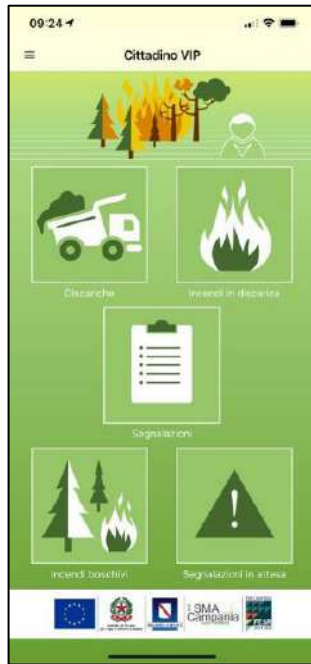 09:24
Cittadino VIP
Discariche
Incendi in discarica
Segnalazioni
Incendi boschivi
Segnalazioni in attesa
SMA
Campania